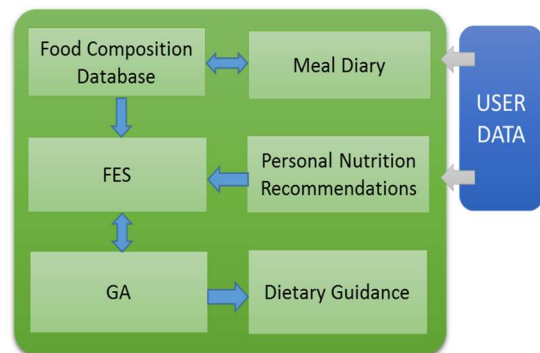 Food Composition
Database
Meal Diary
USER
DATA
FES
Personal Nutrition
Recommendations
GA
Dietary Guidance